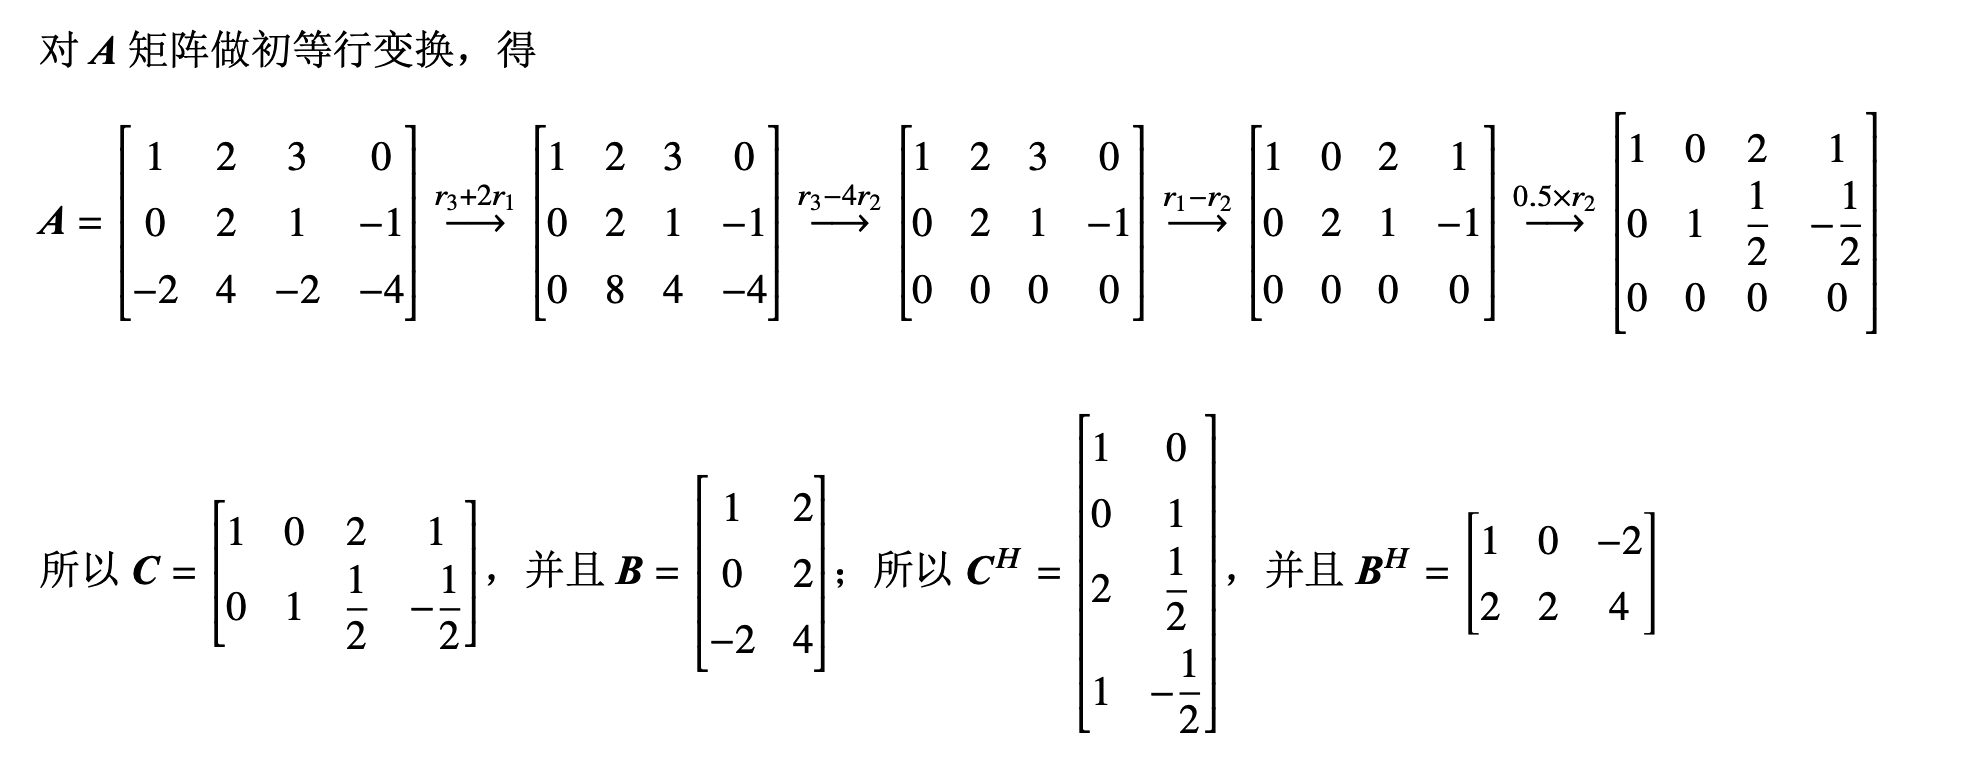 对 A 矩阵做初等行变换，得
A = \begin{bmatrix} 1 & 2 & 3 & 0 \\ 0 & 2 & 1 & -1 \\ -2 & 4 & -2 & -4 \end{bmatrix} \xrightarrow{r_3+2r_1} \begin{bmatrix} 1 & 2 & 3 & 0 \\ 0 & 2 & 1 & -1 \\ 0 & 8 & 4 & -4 \end{bmatrix} \xrightarrow{r_3-4r_2} \begin{bmatrix} 1 & 2 & 3 & 0 \\ 0 & 2 & 1 & -1 \\ 0 & 0 & 0 & 0 \end{bmatrix} \xrightarrow{r_1-r_2} \begin{bmatrix} 1 & 0 & 2 & 1 \\ 0 & 2 & 1 & -1 \\ 0 & 0 & 0 & 0 \end{bmatrix} \xrightarrow{0.5×r_2} \begin{bmatrix} 1 & 0 & 2 & 1 \\ 0 & 1 & \frac{1}{2} & -\frac{1}{2} \\ 0 & 0 & 0 & 0 \end{bmatrix}
所以 C = \begin{bmatrix} 1 & 0 & 2 & 1 \\ 0 & 1 & \frac{1}{2} & -\frac{1}{2} \end{bmatrix}，并且 B = \begin{bmatrix} 1 & 2 \\ 0 & 2 \\ -2 & 4 \end{bmatrix}；所以 C^H = \begin{bmatrix} 1 & 0 \\ 0 & 1 \\ 2 & \frac{1}{2} \\ 1 & -\frac{1}{2} \end{bmatrix}，并且 B^H = \begin{bmatrix} 1 & 0 & -2 \\ 2 & 2 & 4 \end{bmatrix}